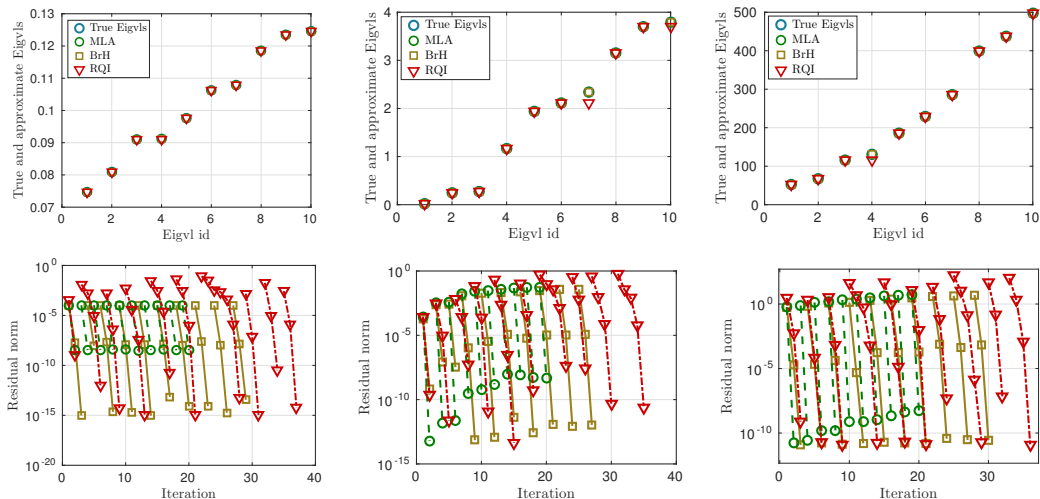 0.13
0.12
0.11
0.1
0.09
0.08
0.07
True and approximate Eigvls
True Eigvls
MLA
BrH
RQI
0 2 4 6 8 10
Eigvl id
4
3
2
1
0
True and approximate Eigvls
True Eigvls
MLA
BrH
RQI
0 2 4 6 8 10
Eigvl id
500
400
300
200
100
0
True and approximate Eigvls
True Eigvls
MLA
BrH
RQI
0 2 4 6 8 10
Eigvl id
10^0
10^-5
10^-10
10^-15
10^-20
Residual norm
0 10 20 30 40
Iteration
10^0
10^-5
10^-10
10^-15
Residual norm
0 10 20 30 40
Iteration
10^0
10^-5
10^-10
Residual norm
0 10 20 30
Iteration